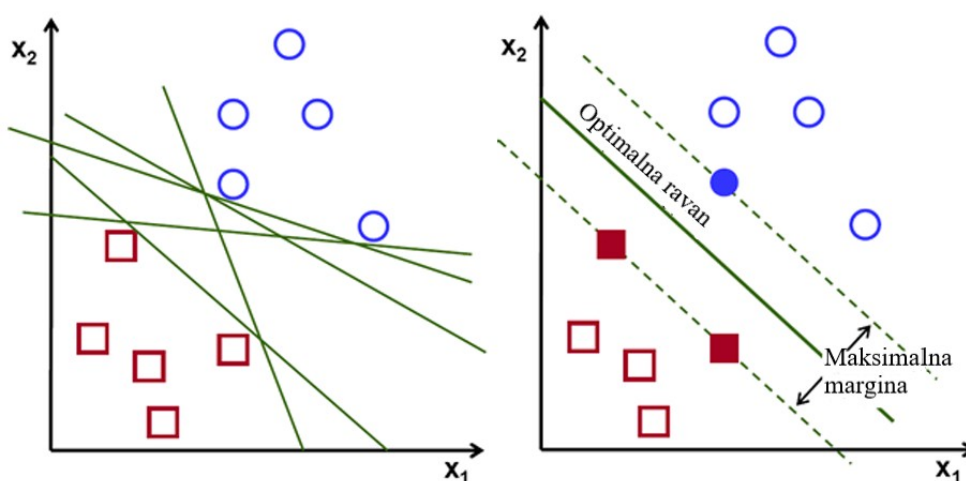 x₂
x₁
x₂
Optimalna ravan
Maksimalna
margina
x₁